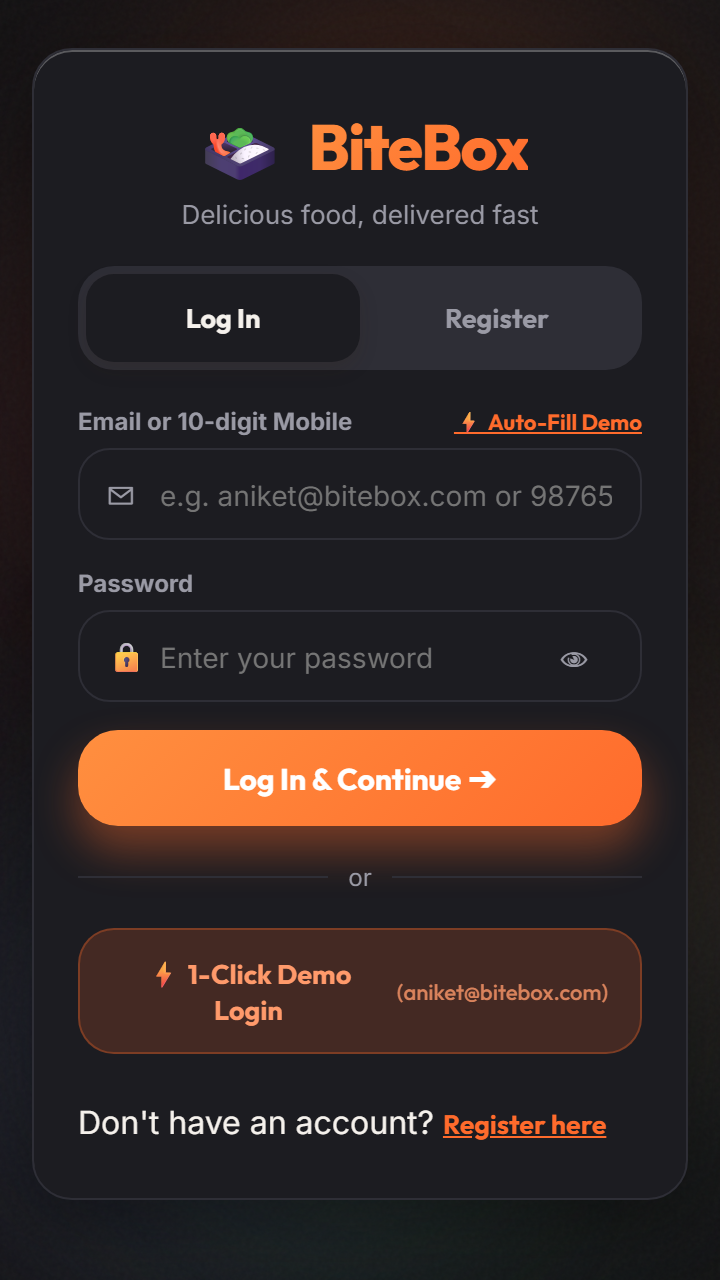 BiteBox
Delicious food, delivered fast
Log In
Register
Email or 10-digit Mobile
Auto-Fill Demo
e.g. aniket@bitebox.com or 98765
Password
Enter your password
Log In & Continue ➔
or
1-Click Demo
Login
(aniket@bitebox.com)
Don't have an account? Register here